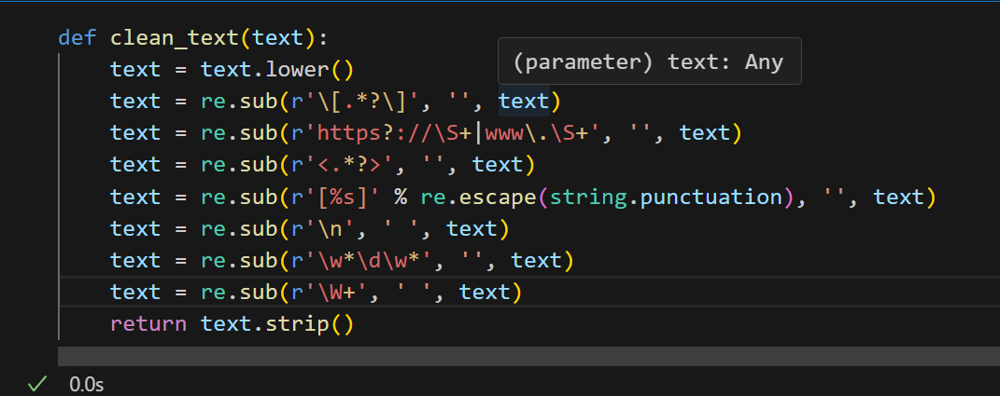 def clean_text(text):
(parameter) text: Any
    text = text.lower()
    text = re.sub(r'\[.*?\]', '', text)
    text = re.sub(r'https?://\S+|www\.\S+', '', text)
    text = re.sub(r'<.*?>', '', text)
    text = re.sub(r'[%s]' % re.escape(string.punctuation), '', text)
    text = re.sub(r'\n', ' ', text)
    text = re.sub(r'\w*\d\w*', '', text)
    text = re.sub(r'\W+', ' ', text)
    return text.strip()
0.0s